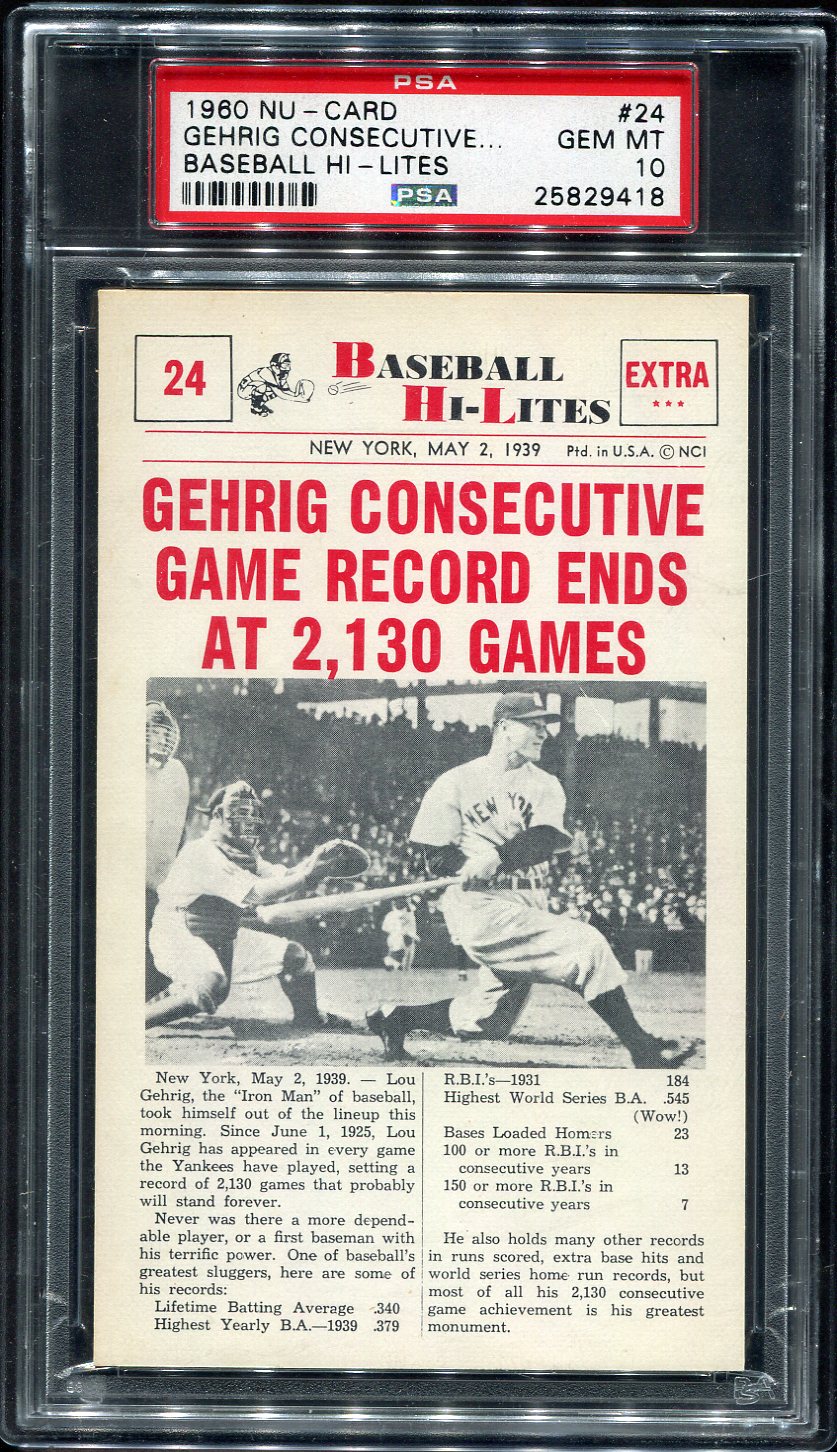 PSA
1960 NU-CARD #24
GEHRIG CONSECUTIVE... GEM MT
BASEBALL HI-LITES 10
PSA 25829418
24
BASEBALL
HI-LITES
EXTRA
NEW YORK, MAY 2, 1939 Ptd. in U.S.A. © NCI
GEHRIG CONSECUTIVE
GAME RECORD ENDS
AT 2,130 GAMES
NEW YORK
New York, May 2, 1939. — Lou
Gehrig, the "Iron Man" of baseball,
took himself out of the lineup this
morning. Since June 1, 1925, Lou
Gehrig has appeared in every game
the Yankees have played, setting a
record of 2,130 games that probably
will stand forever.
Never was there a more depend-
able player, or a first baseman with
his terrific power. One of baseball's
greatest sluggers, here are some of
his records:
Lifetime Batting Average .340
Highest Yearly B.A.—1939 .379
R.B.I.'s—1931 184
Highest World Series B.A. .545
(Wow!)
Bases Loaded Homers 23
100 or more R.B.I.'s in
consecutive years 13
150 or more R.B.I.'s in
consecutive years 7
He also holds many other records
in runs scored, extra base hits and
world series home run records, but
most of all his 2,130 consecutive
game achievement is his greatest
monument.
PSA